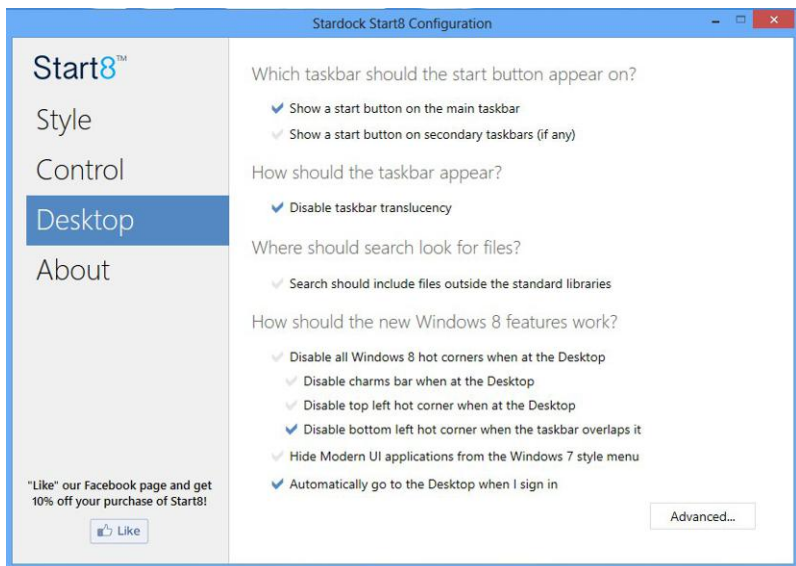 Stardock Start8 Configuration
Start8™
Style
Control
Desktop
About
"Like" our Facebook page and get
10% off your purchase of Start8!
Like
Which taskbar should the start button appear on?
Show a start button on the main taskbar
Show a start button on secondary taskbars (if any)
How should the taskbar appear?
Disable taskbar translucency
Where should search look for files?
Search should include files outside the standard libraries
How should the new Windows 8 features work?
Disable all Windows 8 hot corners when at the Desktop
Disable charms bar when at the Desktop
Disable top left hot corner when at the Desktop
Disable bottom left hot corner when the taskbar overlaps it
Hide Modern UI applications from the Windows 7 style menu
Automatically go to the Desktop when I sign in
Advanced...